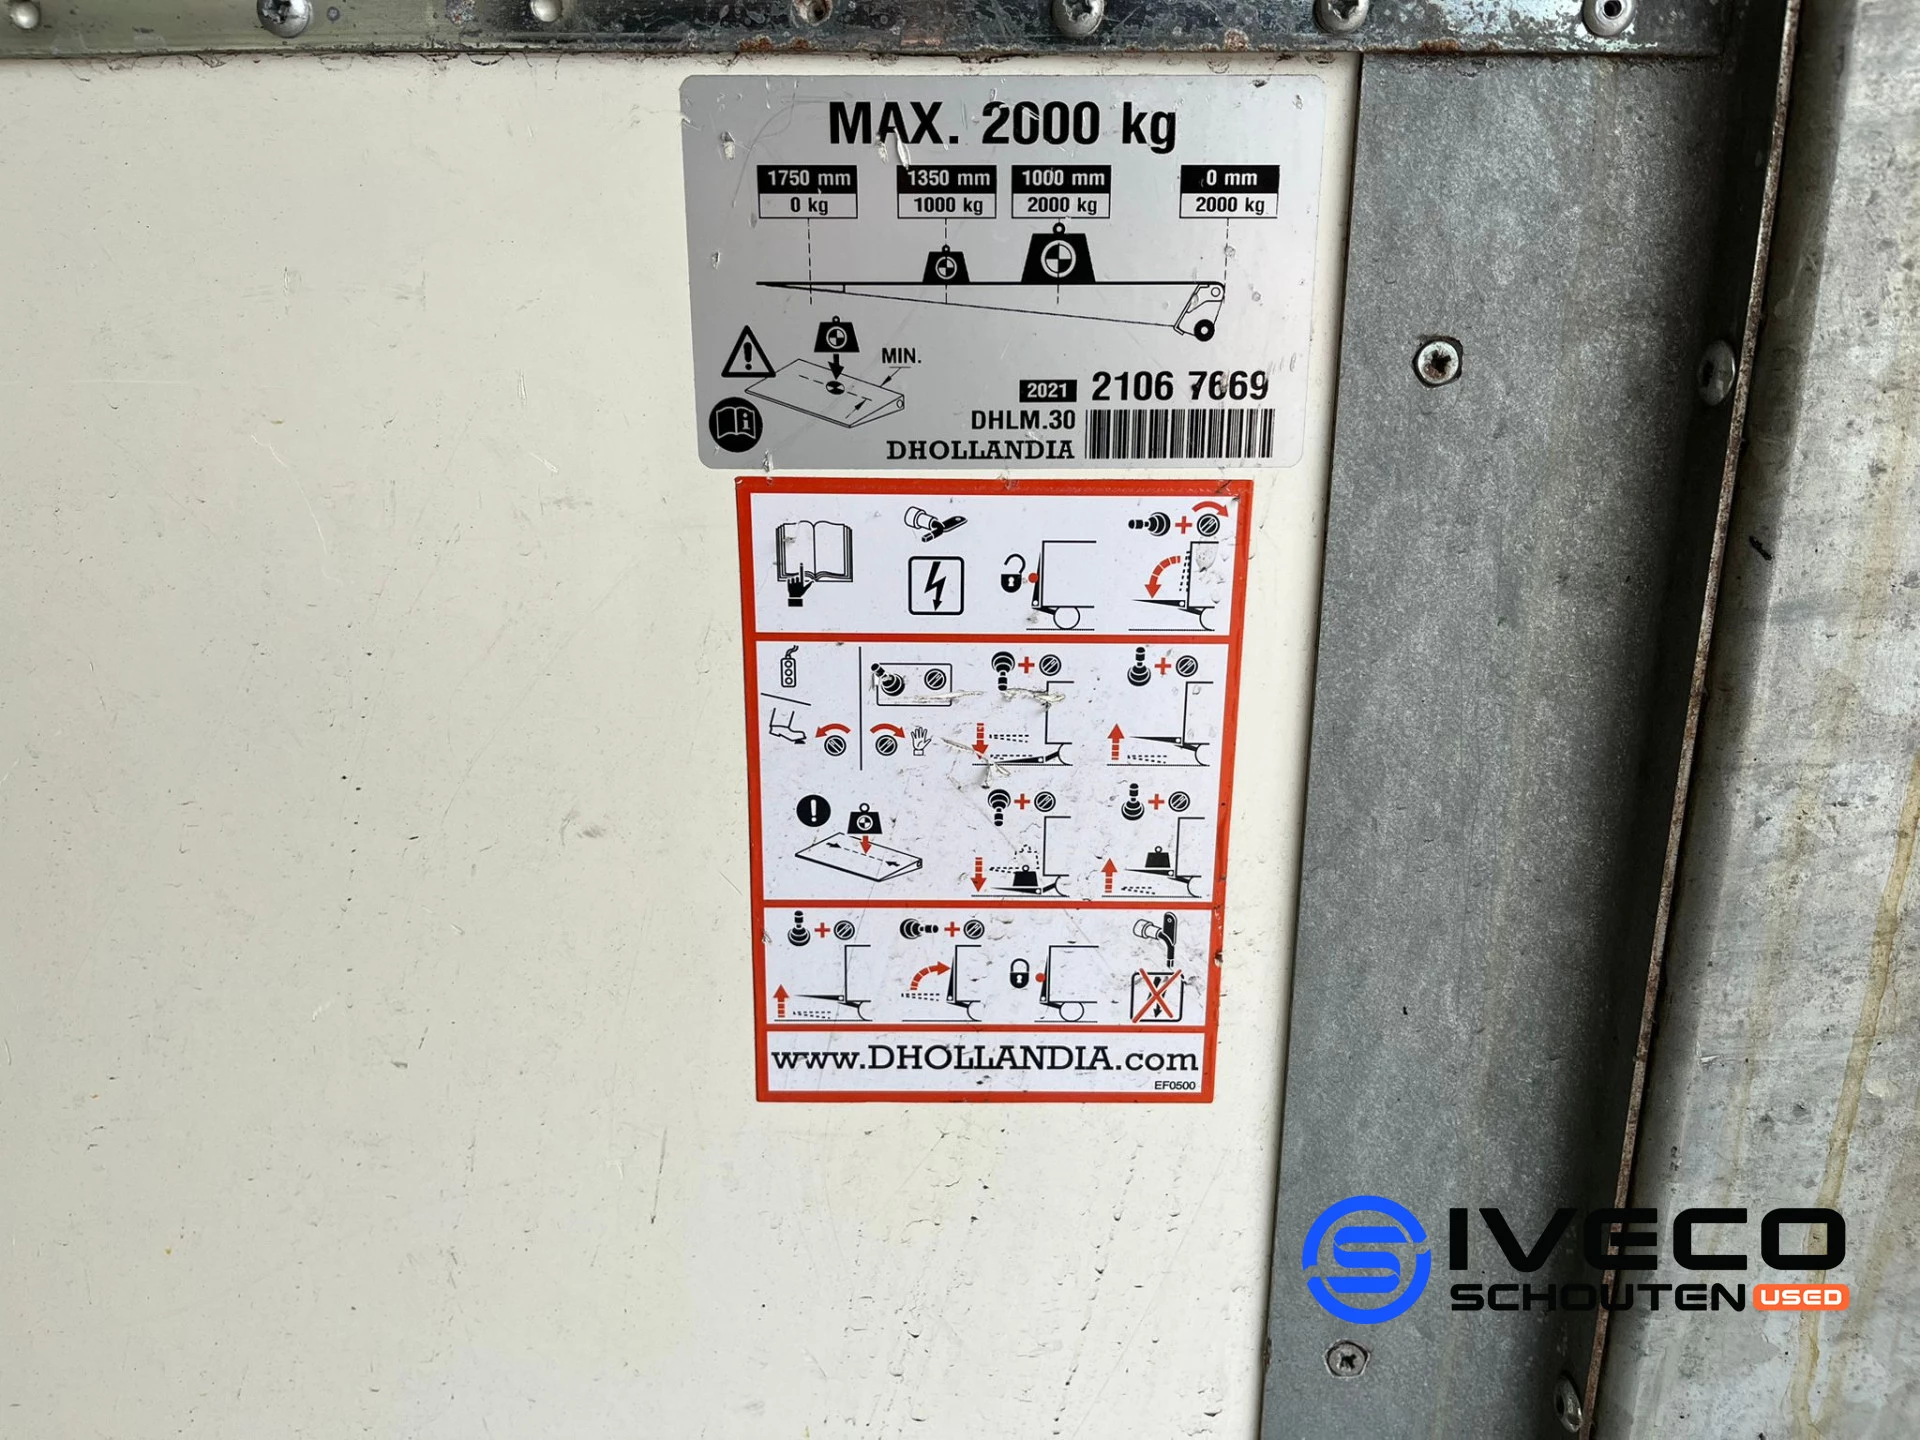 MAX. 2000 kg
1750 mm 1350 mm 1000 mm 0 mm
0 kg 1000 kg 2000 kg 2000 kg
MIN.
2021 2106 7669
DHLM.30
DHOLLANDIA
www.DHOLLANDIA.com
EF0500
IVECO
SCHOUTEN USED